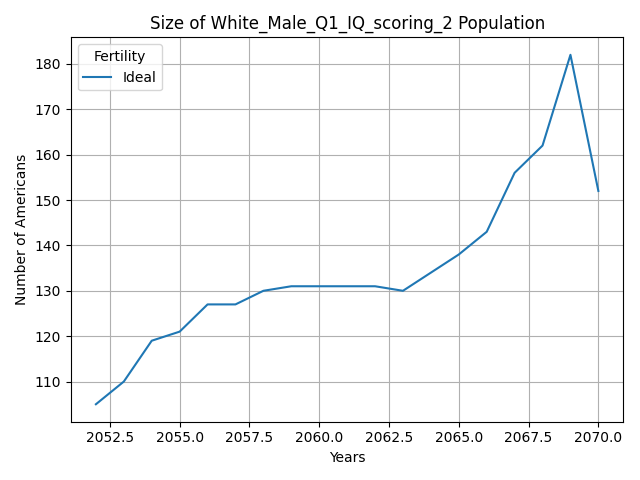 Size of White_Male_Q1_IQ_scoring_2 Population
Fertility
Ideal
Number of Americans
180
170
160
150
140
130
120
110
2052.5 2055.0 2057.5 2060.0 2062.5 2065.0 2067.5 2070.0
Years